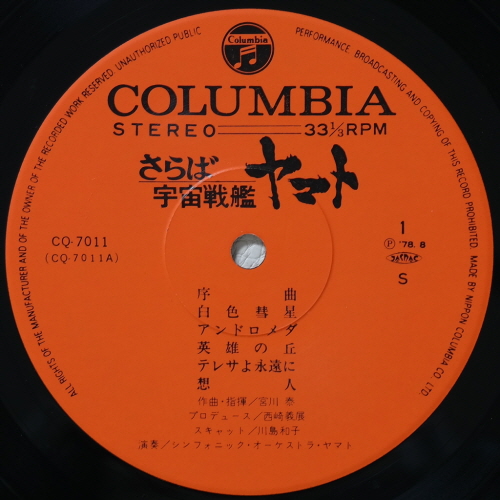 Columbia
COLUMBIA
STEREO 33 1/3 RPM
さらば
宇宙戦艦
ヤマト
CQ-7011
(CQ-7011A)
1
Ⓟ '78. 8
S
序曲
白色彗星
アンドロメダ
英雄の丘
テレサよ永遠に
想人
作曲・指揮/宮川 泰
プロデュース/西崎義展
スキャット/川島和子
演奏/シンフォニック・オーケストラ・ヤマト
ALL RIGHTS OF THE MANUFACTURER AND OF THE OWNER OF THE RECORDED WORK RESERVED. UNAUTHORIZED PUBLIC PERFORMANCE, BROADCASTING AND COPYING OF THIS RECORD PROHIBITED. MADE BY NIPPON COLUMBIA CO. LTD.